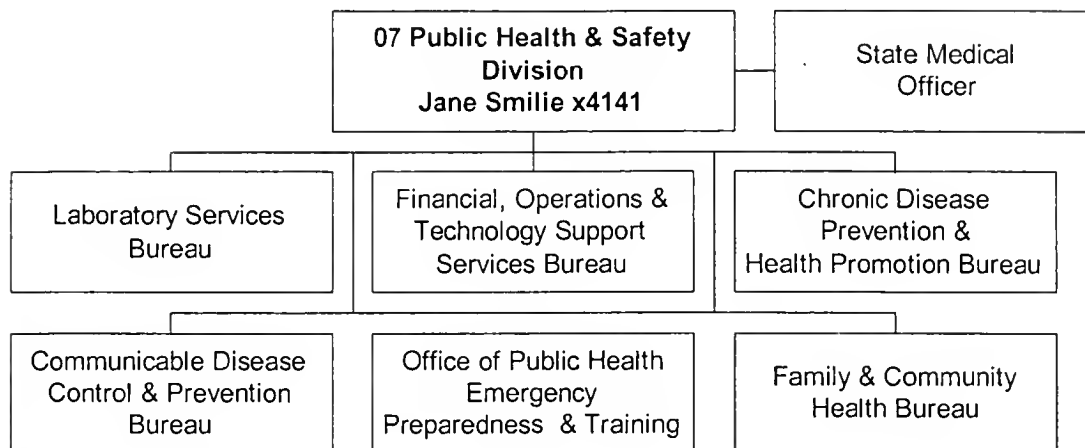 07 Public Health & Safety
Division
Jane Smilie x4141
State Medical
Officer
Laboratory Services
Bureau
Financial, Operations &
Technology Support
Services Bureau
Chronic Disease
Prevention &
Health Promotion Bureau
Communicable Disease
Control & Prevention
Bureau
Office of Public Health
Emergency
Preparedness & Training
Family & Community
Health Bureau